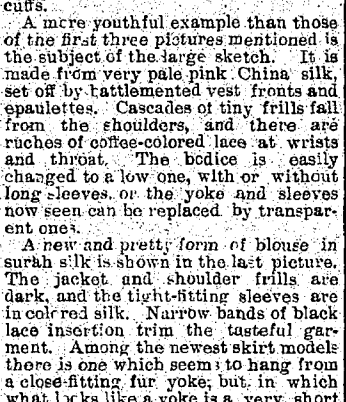 cuffs.
A more youthful example than those
of the first three pictures mentioned is
the subject of the large sketch. It is
made from very pale pink China silk,
set off by battlemented vest fronts and
epaulettes. Cascades of tiny frills fall
from the shoulders, and there are
ruches of coffee-colored lace at wrists
and throat. The bodice is easily
changed to a low one, with or without
long sleeves, or the yoke and sleeves
now seen can be replaced by transpar-
ent ones.
A new and pretty form of blouse in
surah silk is shown in the last picture.
The jacket and shoulder frills are
dark, and the tight-fitting sleeves are
in colored silk. Narrow bands of black
lace insertion trim the tasteful gar-
ment. Among the newest skirt models
there is one which seems to hang from
a close-fitting fur yoke, but in which
what looks like a yoke is a very short